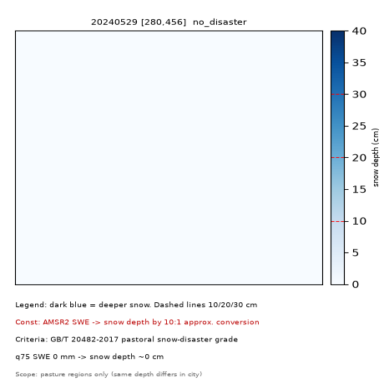 20240529 [280,456]  no_disaster
40
35
30
25
20
15
10
5
0
snow depth (cm)
Legend: dark blue = deeper snow. Dashed lines 10/20/30 cm
Const: AMSR2 SWE -> snow depth by 10:1 approx. conversion
Criteria: GB/T 20482-2017 pastoral snow-disaster grade
q75 SWE 0 mm -> snow depth ~0 cm
Scope: pasture regions only (same depth differs in city)